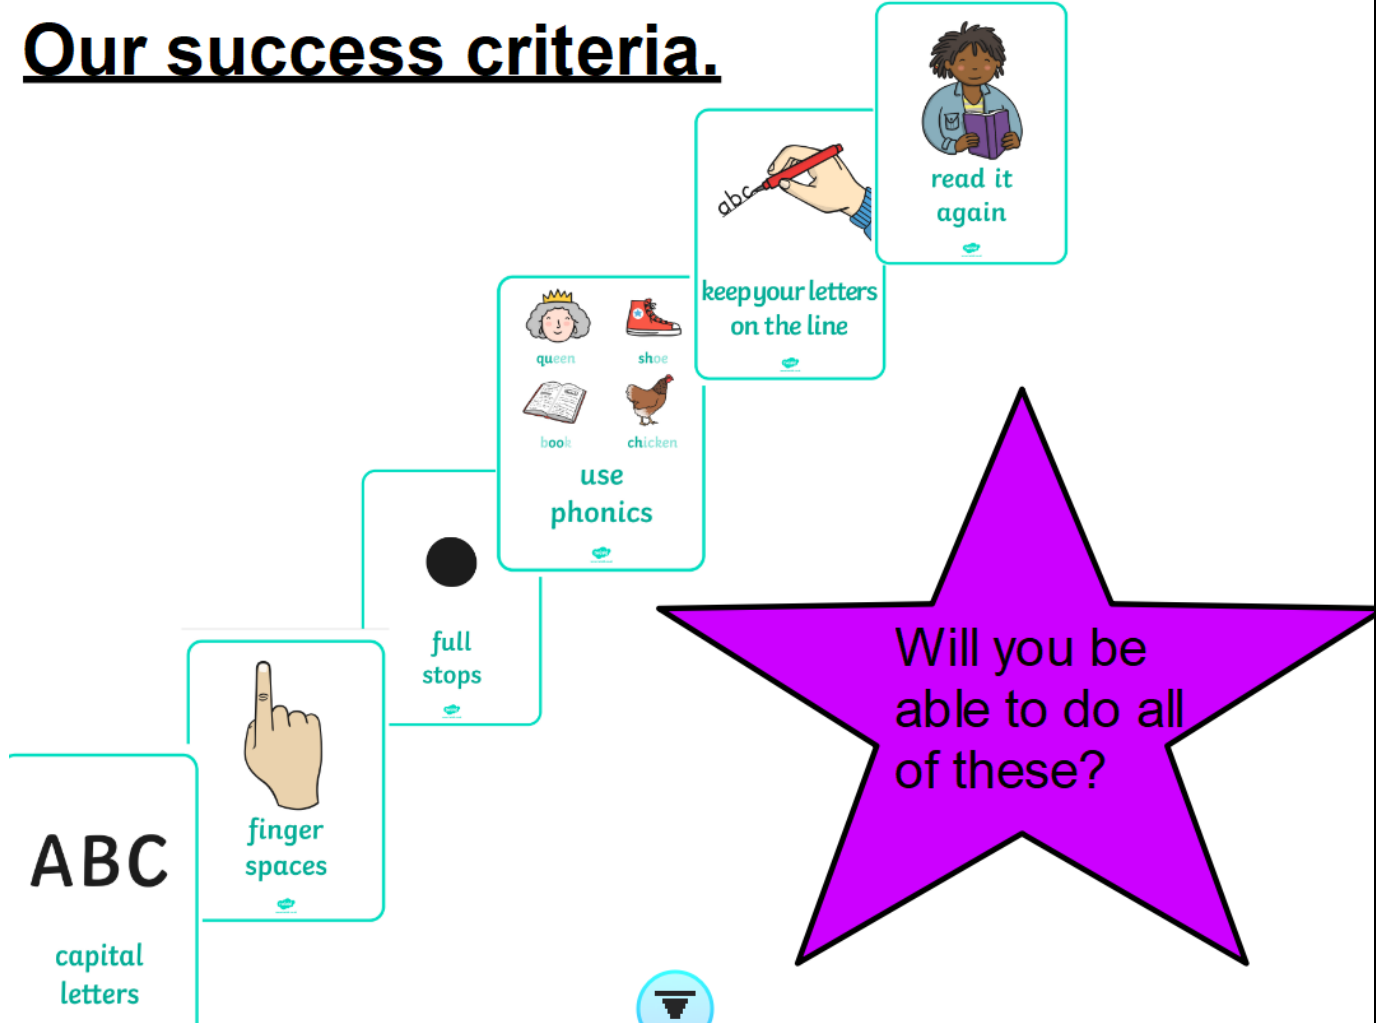 Our success criteria.
read it
again
abc
keep your letters
on the line
queen
shoe
book
chicken
use
phonics
full
stops
finger
spaces
ABC
capital
letters
Will you be
able to do all
of these?